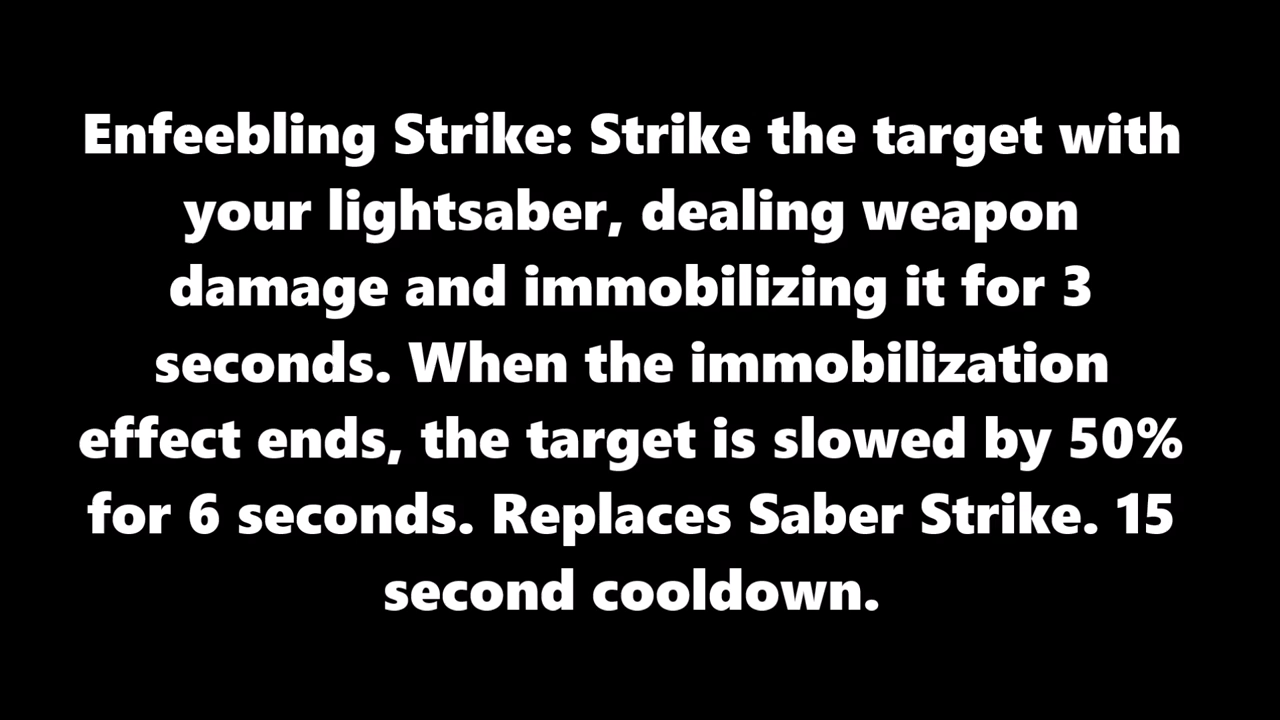 Enfeebling Strike: Strike the target with
your lightsaber, dealing weapon
damage and immobilizing it for 3
seconds. When the immobilization
effect ends, the target is slowed by 50%
for 6 seconds. Replaces Saber Strike. 15
second cooldown.